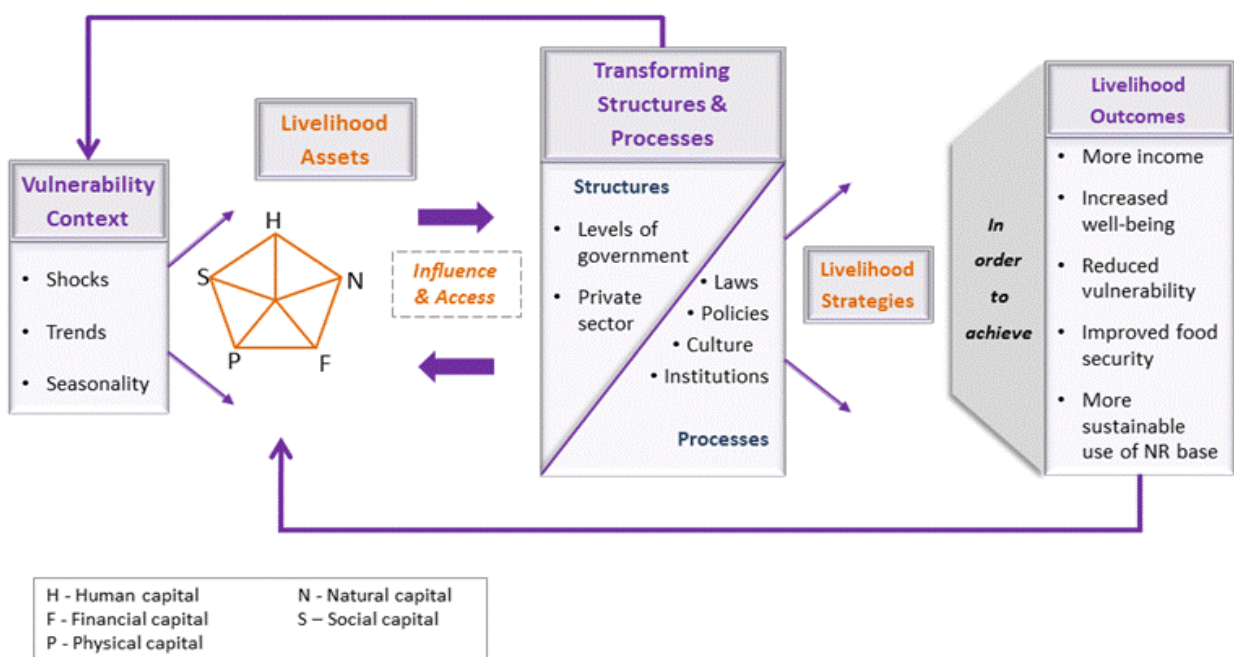 Transforming
Structures &
Processes
Livelihood
Outcomes
Livelihood
Assets
Vulnerability
Context
• Shocks
• Trends
• Seasonality
H
S
N
P
F
Influence
& Access
Structures
• Levels of
government
• Private
sector
• Laws
• Policies
• Culture
• Institutions
Processes
Livelihood
Strategies
In
order
to
achieve
• More income
• Increased
well-being
• Reduced
vulnerability
• Improved food
security
• More
sustainable
use of NR base
H - Human capital
F - Financial capital
P - Physical capital
N - Natural capital
S – Social capital